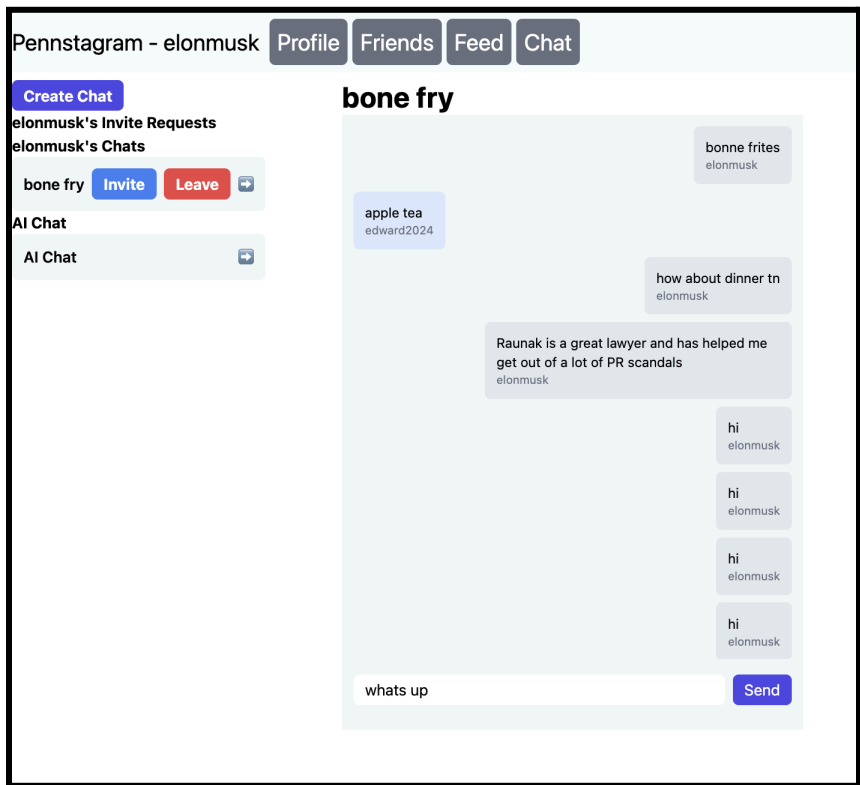 Pennstagram - elonmusk Profile Friends Feed Chat
Create Chat
elonmusk's Invite Requests
elonmusk's Chats
bone fry Invite Leave
AI Chat
AI Chat
bone fry
bonne frites
elonmusk
apple tea
edward2024
how about dinner tn
elonmusk
Raunak is a great lawyer and has helped me
get out of a lot of PR scandals
elonmusk
hi
elonmusk
hi
elonmusk
hi
elonmusk
hi
elonmusk
whats up Send